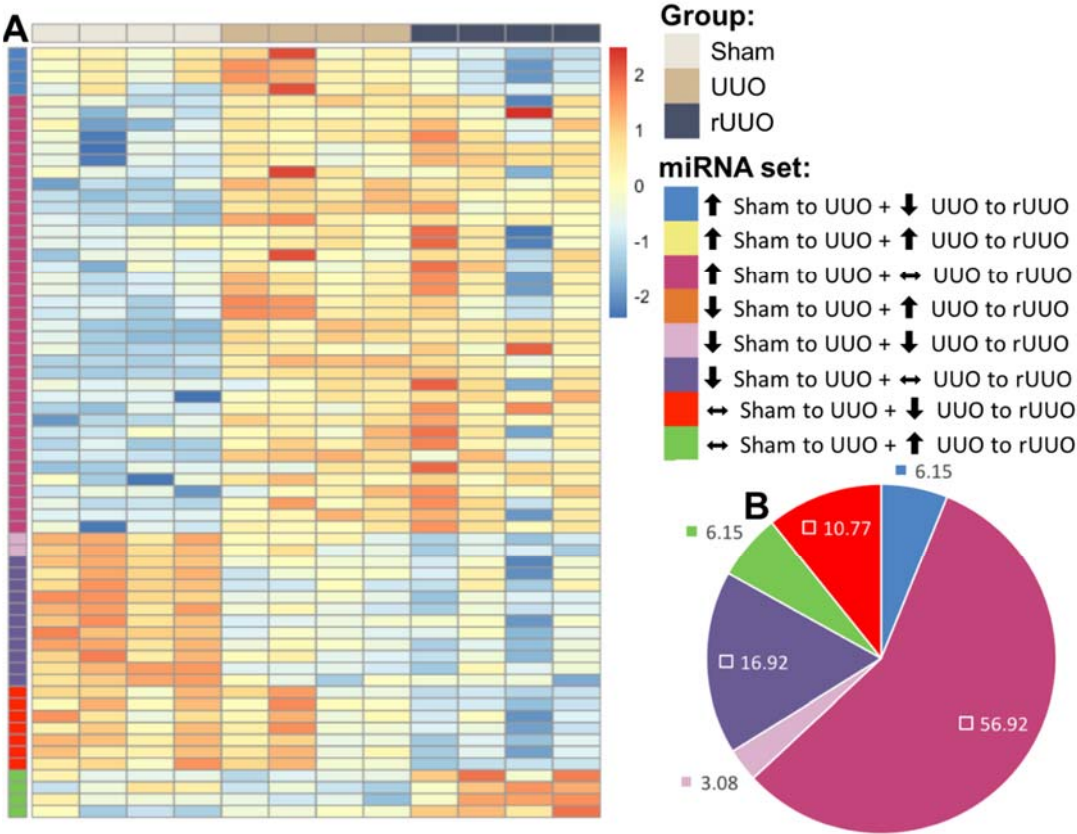 A
2
1
0
-1
-2
Group:
Sham
UUO
rUUO
miRNA set:
⬆ Sham to UUO + ⬇ UUO to rUUO
⬆ Sham to UUO + ⬆ UUO to rUUO
⬆ Sham to UUO + ↔ UUO to rUUO
⬇ Sham to UUO + ⬆ UUO to rUUO
⬇ Sham to UUO + ⬇ UUO to rUUO
⬇ Sham to UUO + ↔ UUO to rUUO
↔ Sham to UUO + ⬇ UUO to rUUO
↔ Sham to UUO + ⬆ UUO to rUUO
B
6.15
10.77
6.15
16.92
56.92
3.08